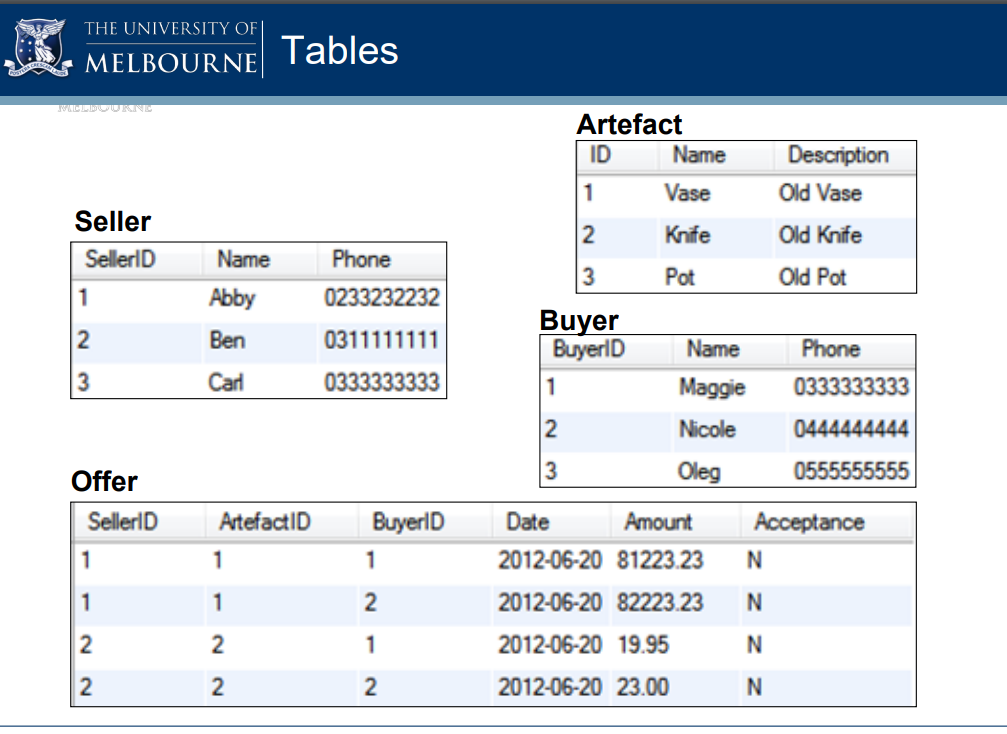 THE UNIVERSITY OF
MELBOURNE
Tables
MELBOURNE
Artefact
ID Name Description
1 Vase Old Vase
2 Knife Old Knife
3 Pot Old Pot
Seller
SellerID Name Phone
1 Abby 0233232232
2 Ben 0311111111
3 Carl 0333333333
Buyer
BuyerID Name Phone
1 Maggie 0333333333
2 Nicole 0444444444
3 Oleg 0555555555
Offer
SellerID ArtefactID BuyerID Date Amount Acceptance
1 1 1 2012-06-20 81223.23 N
1 1 2 2012-06-20 82223.23 N
2 2 1 2012-06-20 19.95 N
2 2 2 2012-06-20 23.00 N